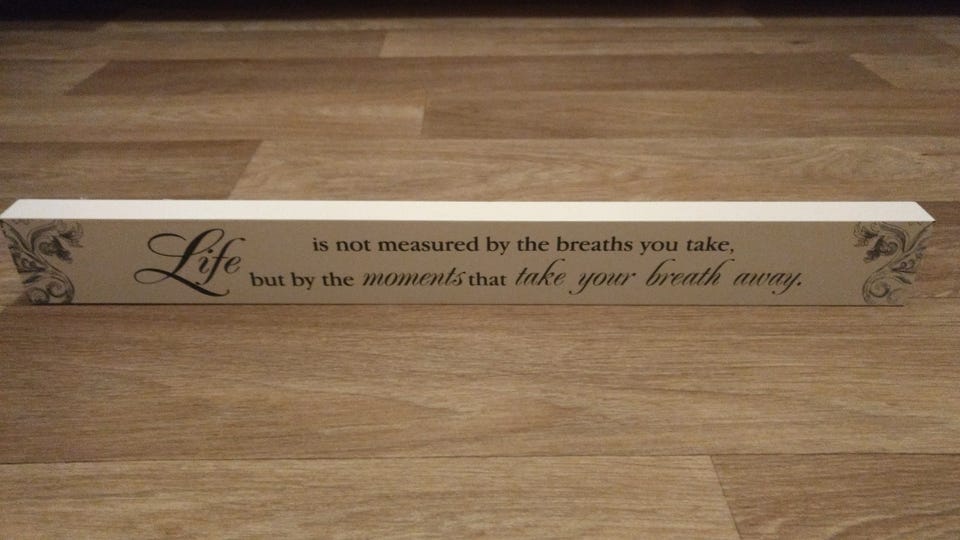 Life is not measured by the breaths you take,
but by the moments that take your breath away.